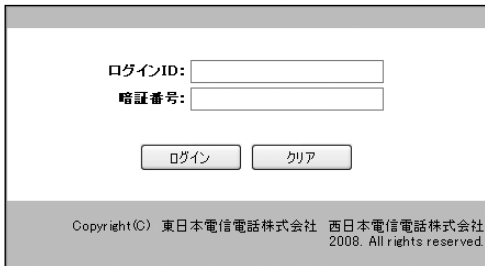 ログインID:
暗証番号:
ログイン クリア
Copyright(C) 東日本電信電話株式会社 西日本電信電話株式会社
2008. All rights reserved.